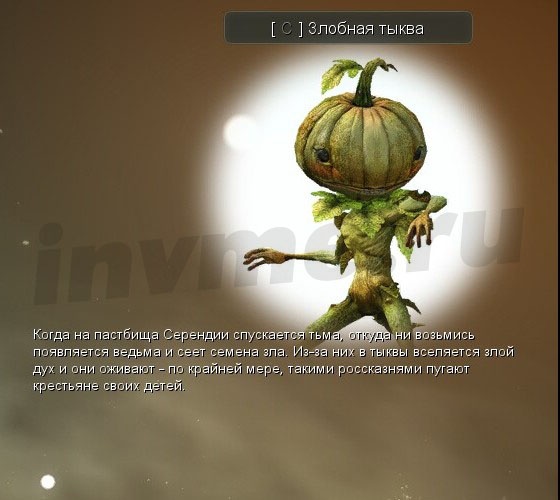 [ C ] Злобная тыква
invme.ru
Когда на пастбища Серендии спускается тьма, откуда ни возьмись
появляется ведьма и сеет семена зла. Из-за них в тыквы вселяется злой
дух и они оживают - по крайней мере, такими россказнями пугают
крестьяне своих детей.